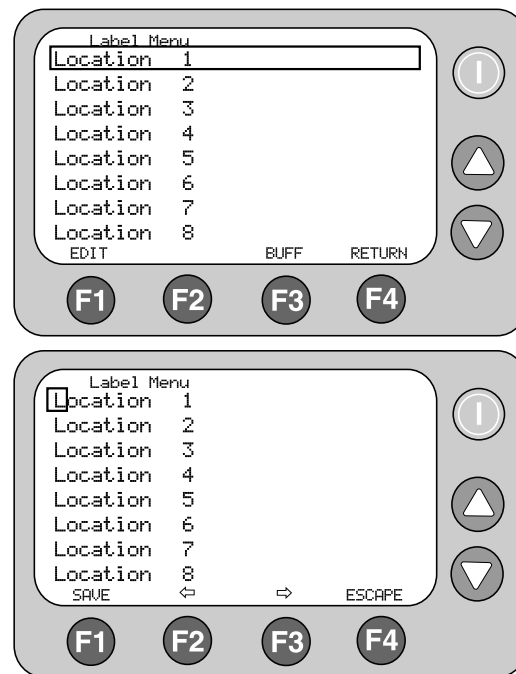 Label Menu
Location 1
Location 2
Location 3
Location 4
Location 5
Location 6
Location 7
Location 8
EDIT BUFF RETURN
F1 F2 F3 F4
Label Menu
Location 1
Location 2
Location 3
Location 4
Location 5
Location 6
Location 7
Location 8
SAVE ⇦ ⇨ ESCAPE
F1 F2 F3 F4